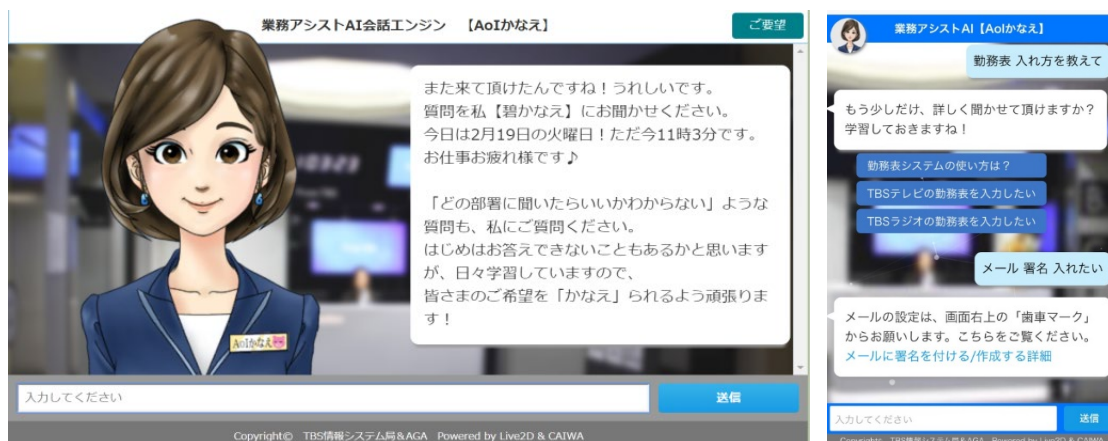 業務アシストAI会話エンジン 【AoIかなえ】
ご要望
また来て頂けたんですね！うれしいです。
質問を私【碧かなえ】にお聞かせください。
今日は2月19日の火曜日！ただ今11時3分です。
お仕事お疲れ様です♪
「どの部署に聞いたらいいかわからない」ような
質問も、私にご質問ください。
はじめはお答えできないこともあるかと思います
が、日々学習していますので、
皆さまのご希望を「かなえ」られるよう頑張りま
す！
AoIかなえ
入力してください
送信
Copyright© TBS情報システム局&AGA Powered by Live2D & CAIWA
業務アシストAI【AoIかなえ】
勤務表 入れ方を教えて
もう少しだけ、詳しく聞かせて頂けますか？
学習しておきますね！
勤務表システムの使い方は？
TBSテレビの勤務表を入力したい
TBSラジオの勤務表を入力したい
メール 署名 入れたい
メールの設定は、画面右上の「歯車マーク」
からお願いします。こちらをご覧ください。
メールに署名を付ける/作成する詳細
入力してください
送信